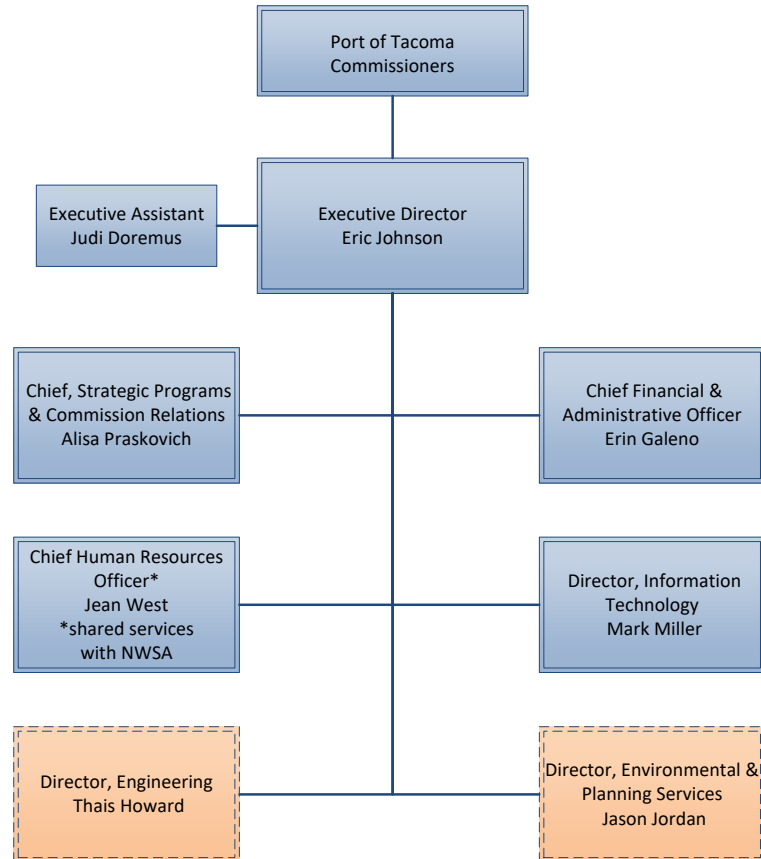 Port of Tacoma
Commissioners
Executive Assistant
Judi Doremus
Executive Director
Eric Johnson
Chief, Strategic Programs
& Commission Relations
Alisa Praskovich
Chief Financial &
Administrative Officer
Erin Galeno
Chief Human Resources
Officer*
Jean West
*shared services
with NWSA
Director, Information
Technology
Mark Miller
Director, Engineering
Thais Howard
Director, Environmental &
Planning Services
Jason Jordan